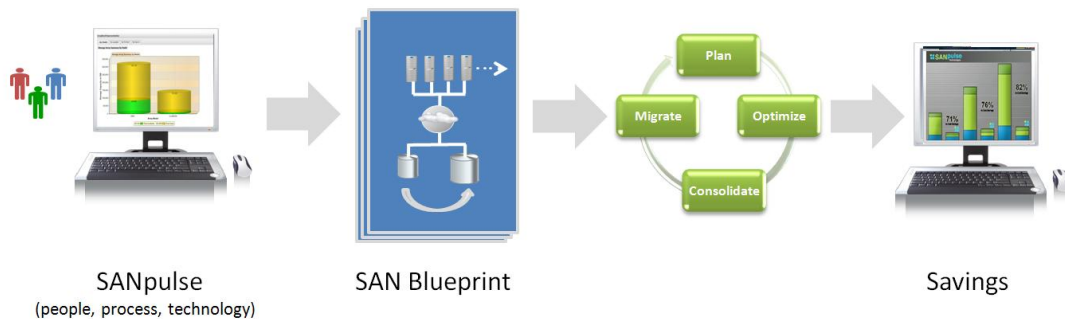 SANpulse
71%
76%
82%
Plan
Migrate
Optimize
Consolidate
SANpulse
(people, process, technology)
SAN Blueprint
Savings